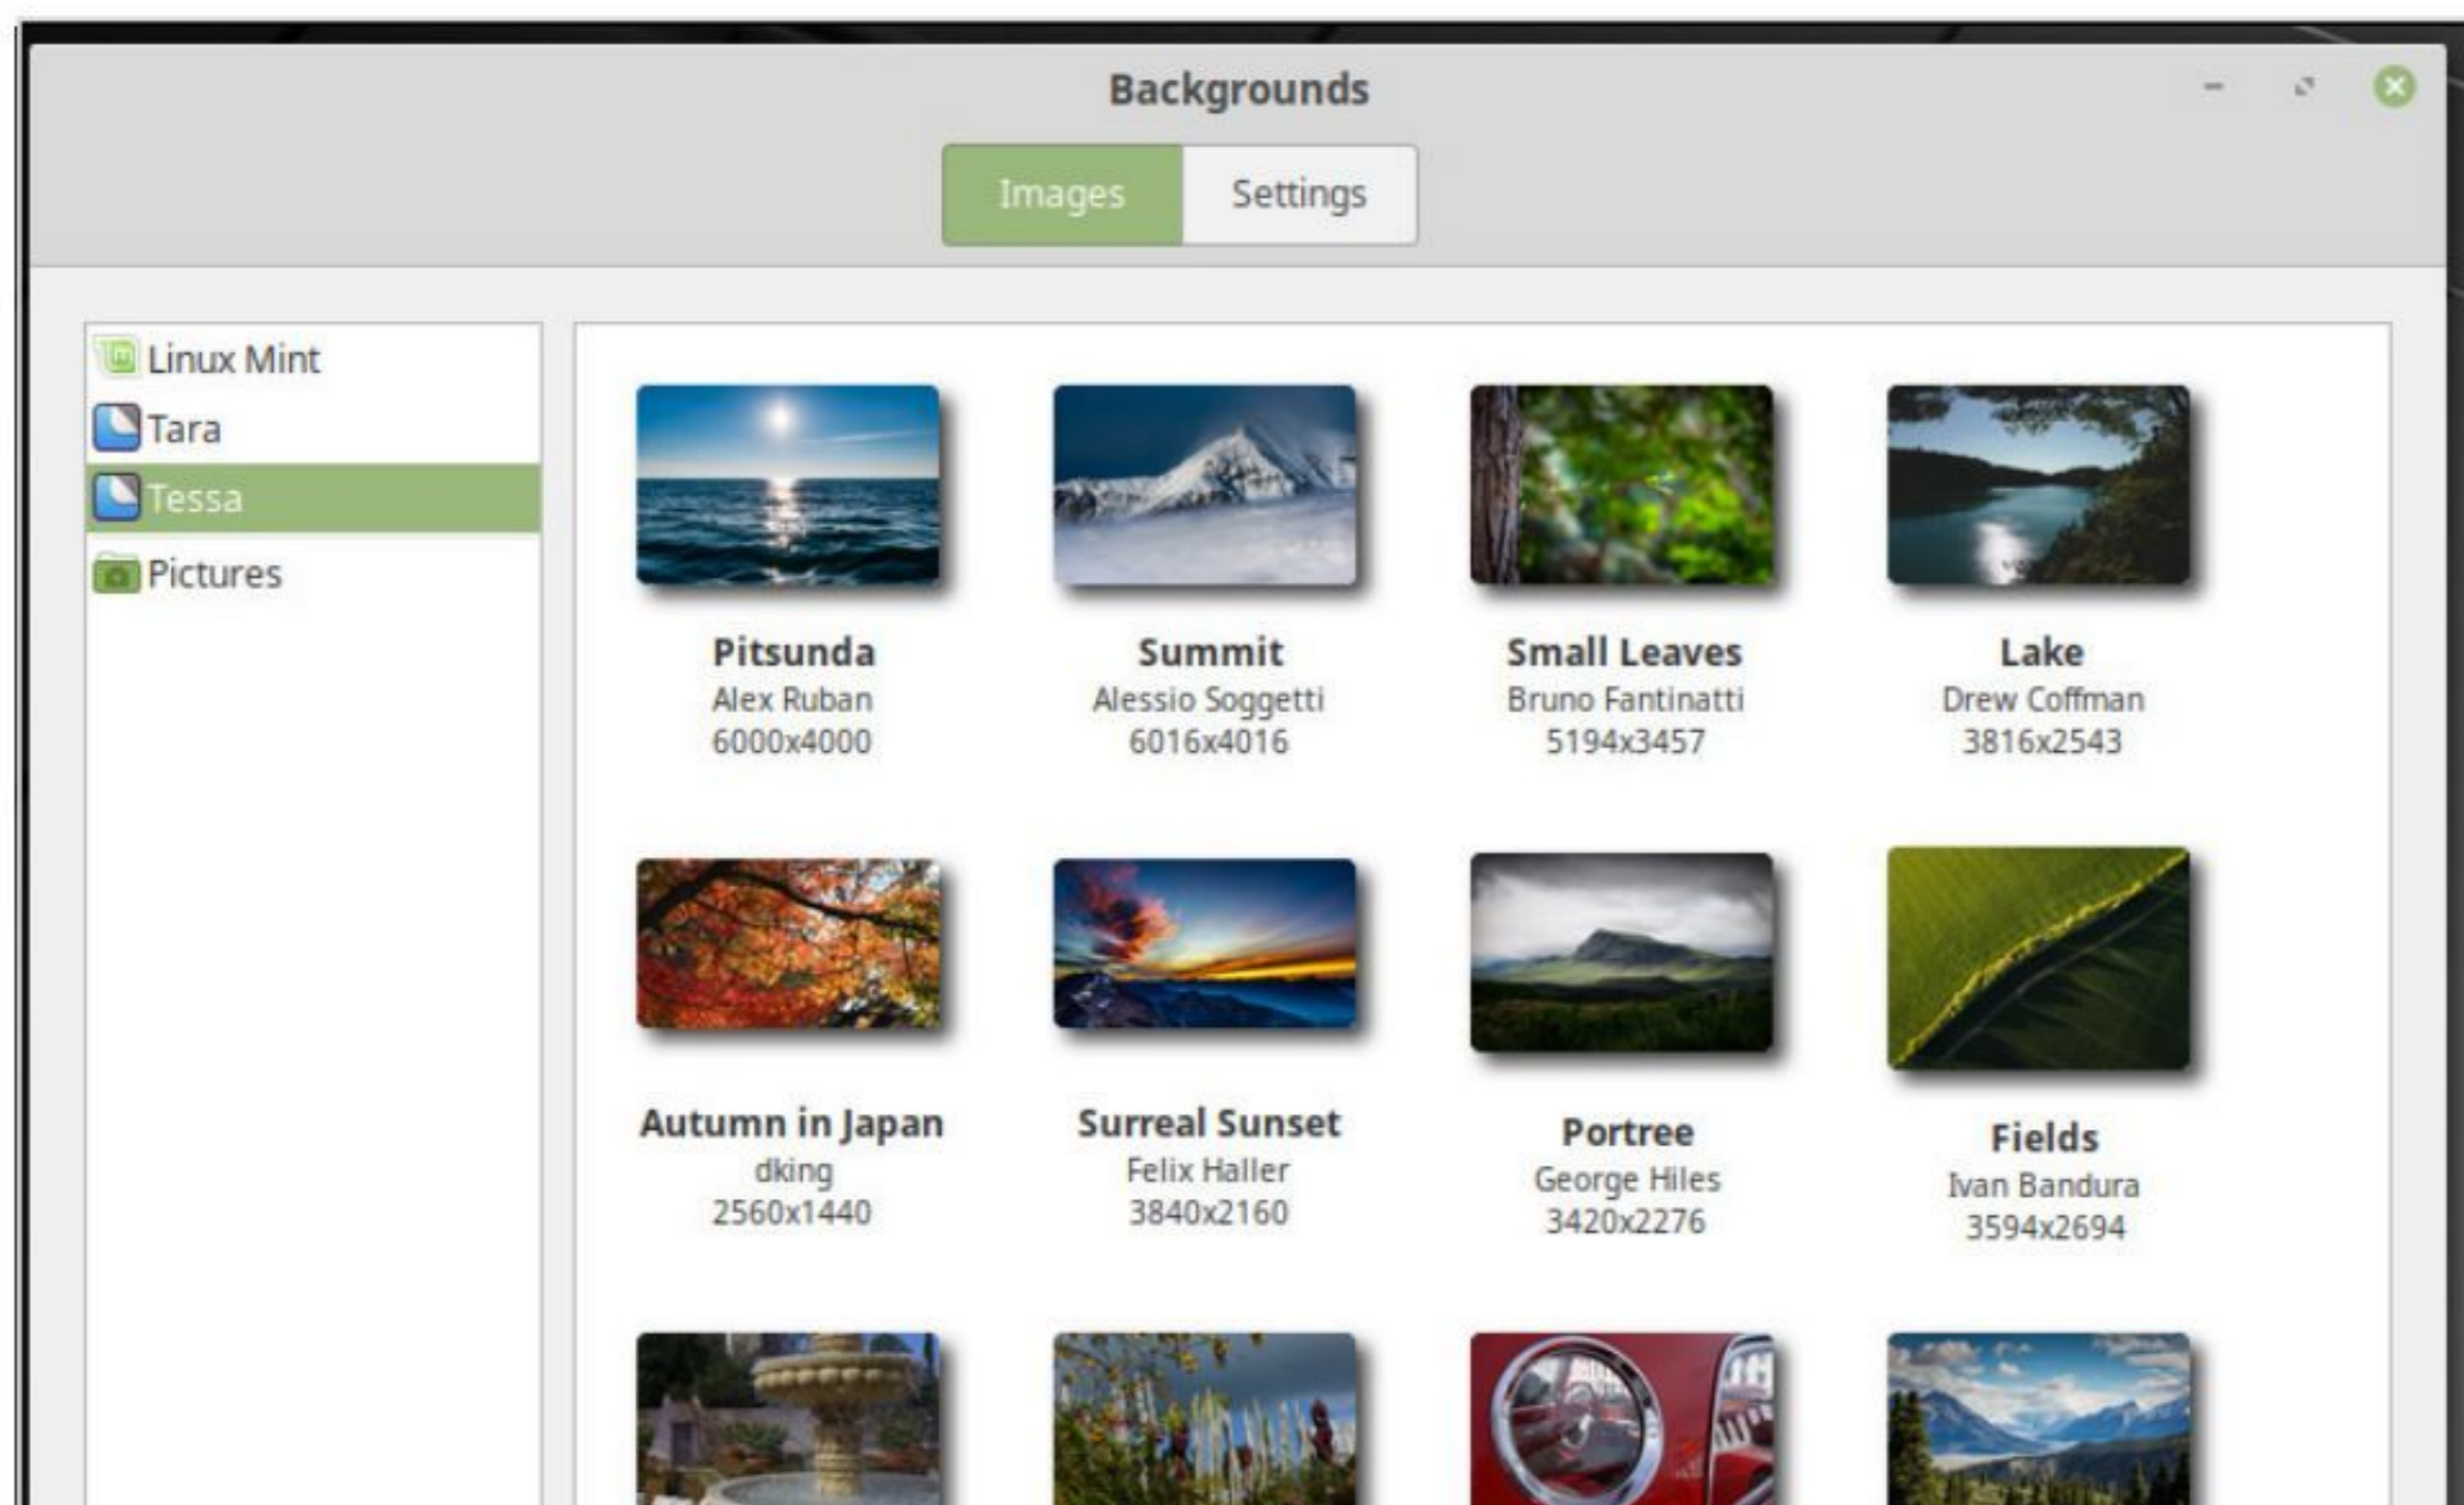 Backgrounds
Images
Settings
Linux Mint
Tara
Tessa
Pictures
Pitsunda
Alex Ruban
6000x4000
Summit
Alessio Soggetti
6016x4016
Small Leaves
Bruno Fantinatti
5194x3457
Lake
Drew Coffman
3816x2543
Autumn in Japan
dking
2560x1440
Surreal Sunset
Felix Haller
3840x2160
Portree
George Hiles
3420x2276
Fields
Ivan Bandura
3594x2694